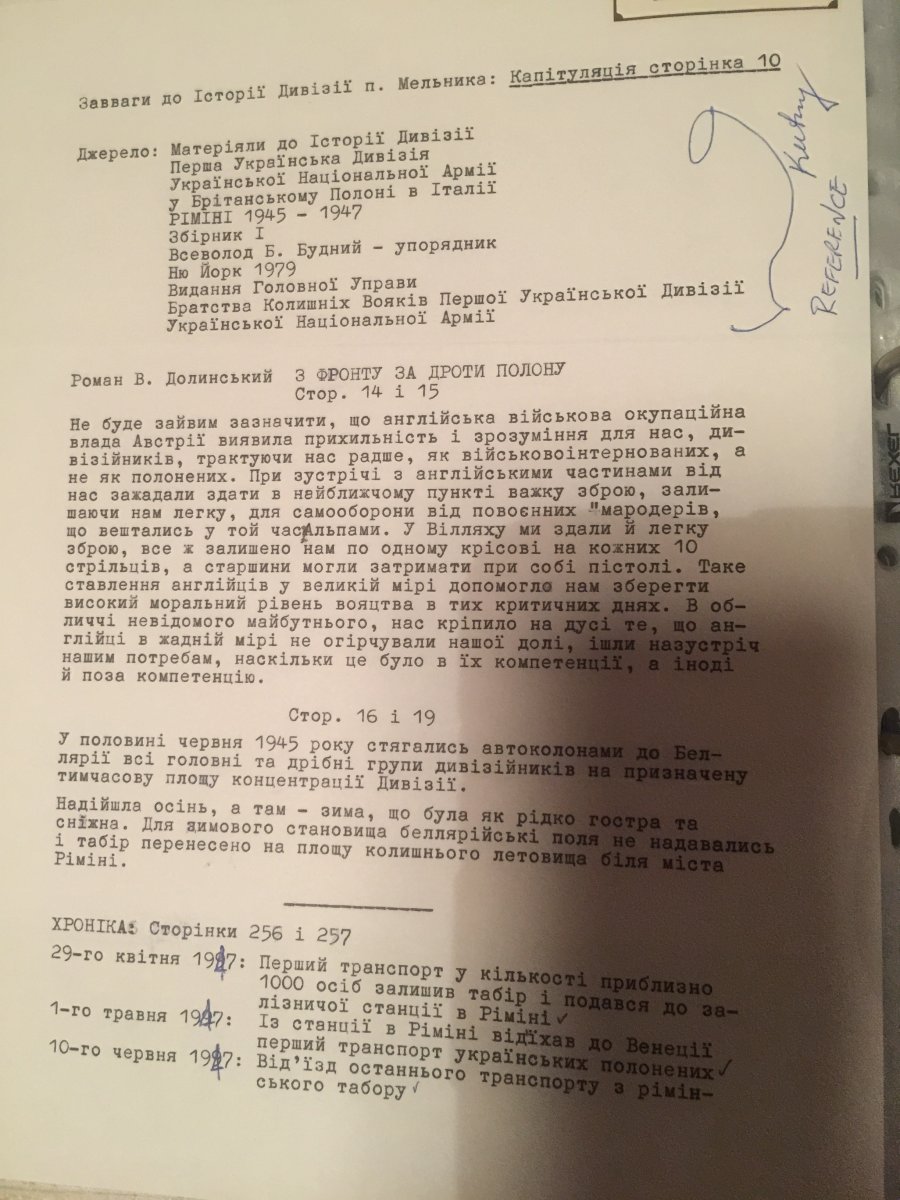 Завваги до Історії Дивізії п. Мельника: Капітуляція сторінка 10
Джерело: Матеріяли до Історії Дивізії
Перша Українська Дивізія
Української Національної Армії
у Брітанському Полоні в Італії
РІМІНІ 1945 - 1947
Збірник I
Всеволод Б. Будний - упорядник
Ню Йорк 1979
Видання Головної Управи
Братства Колишніх Вояків Першої Української Дивізії
Української Національної Армії
REFERENCE
Роман В. Долинський З ФРОНТУ ЗА ДРОТИ ПОЛОНУ
Стор. 14 і 15
Не буде зайвим зазначити, що англійська військова окупаційна
влада Австрії виявила прихильність і зрозуміння для нас, ди-
візійників, трактуючи нас радше, як військовоінтернованих, а
не як полонених. При зустрічі з англійськими частинами від
нас зажадали здати в найближчому пункті важку зброю, зали-
шаючи нам легку, для самооборони від повоєнних "мародерів,
що вештались у той час Альпами. У Вілляху ми здали й легку
зброю, все ж залишено нам по одному крісові на кожних 10
стрільців, а старшини могли затримати при собі пістолі. Таке
ставлення англійців у великій мірі допомогло нам зберегти
високий моральний рівень вояцтва в тих критичних днях. В об-
личчі невідомого майбутнього, нас кріпило на дусі те, що ан-
глійці в жадній мірі не огірчували нашої долі, ішли назустріч
нашим потребам, наскільки це було в їх компетенції, а іноді
й поза компетенцію.
Стор. 16 і 19
У половині червня 1945 року стягались автоколонами до Бел-
лярії всі головні та дрібні групи дивізійників на призначену
тимчасову площу концентрації Дивізії.
Надійшла осінь, а там - зима, що була як рідко гостра та
сніжна. Для зимового становища беллярійські поля не надавались
і табір перенесено на площу колишнього летовища біля міста
Ріміні.
ХРОНІКА: Сторінки 256 і 257
29-го квітня 1947: Перший транспорт у кількості приблизно
1000 осіб залишив табір і подався до за-
лізничої станції в Ріміні ✓
1-го травня 1947: Із станції в Ріміні від'їхав до Венеції
перший транспорт українських полонених ✓
10-го червня 1947: Від'їзд останнього транспорту з рімін-
ського табору ✓